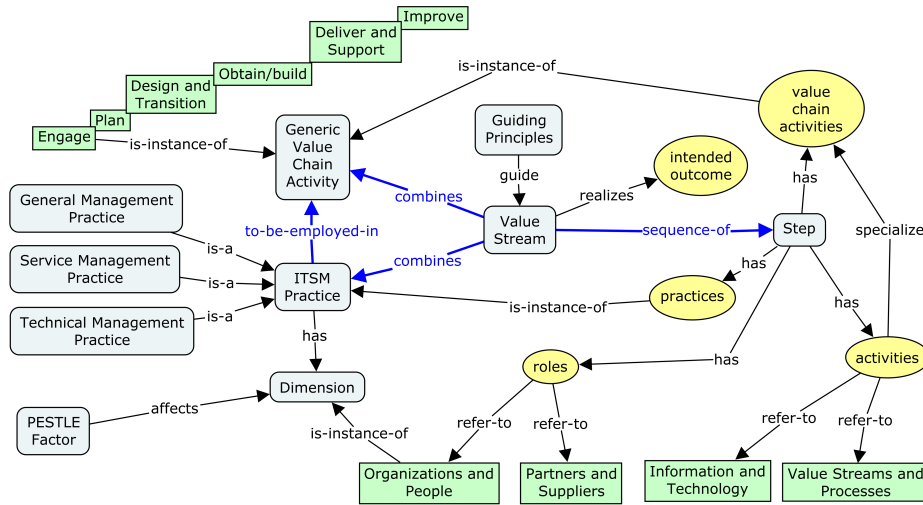 Improve
Deliver and
Support
Obtain/build
Design and
Transition
Plan
Engage
is-instance-of
Generic
Value
Chain
Activity
is-instance-of
Guiding
Principles
guide
value
chain
activities
intended
outcome
realizes
has
combines
Value
Stream
sequence-of
Step
specialize
General Management
Practice
is-a
to-be-employed-in
combines
Service Management
Practice
is-a
ITSM
Practice
has
practices
is-instance-of
has
Technical Management
Practice
is-a
has
has
roles
activities
Dimension
PESTLE
Factor
affects
is-instance-of
refer-to
refer-to
refer-to
refer-to
Organizations and
People
Partners and
Suppliers
Information and
Technology
Value Streams and
Processes